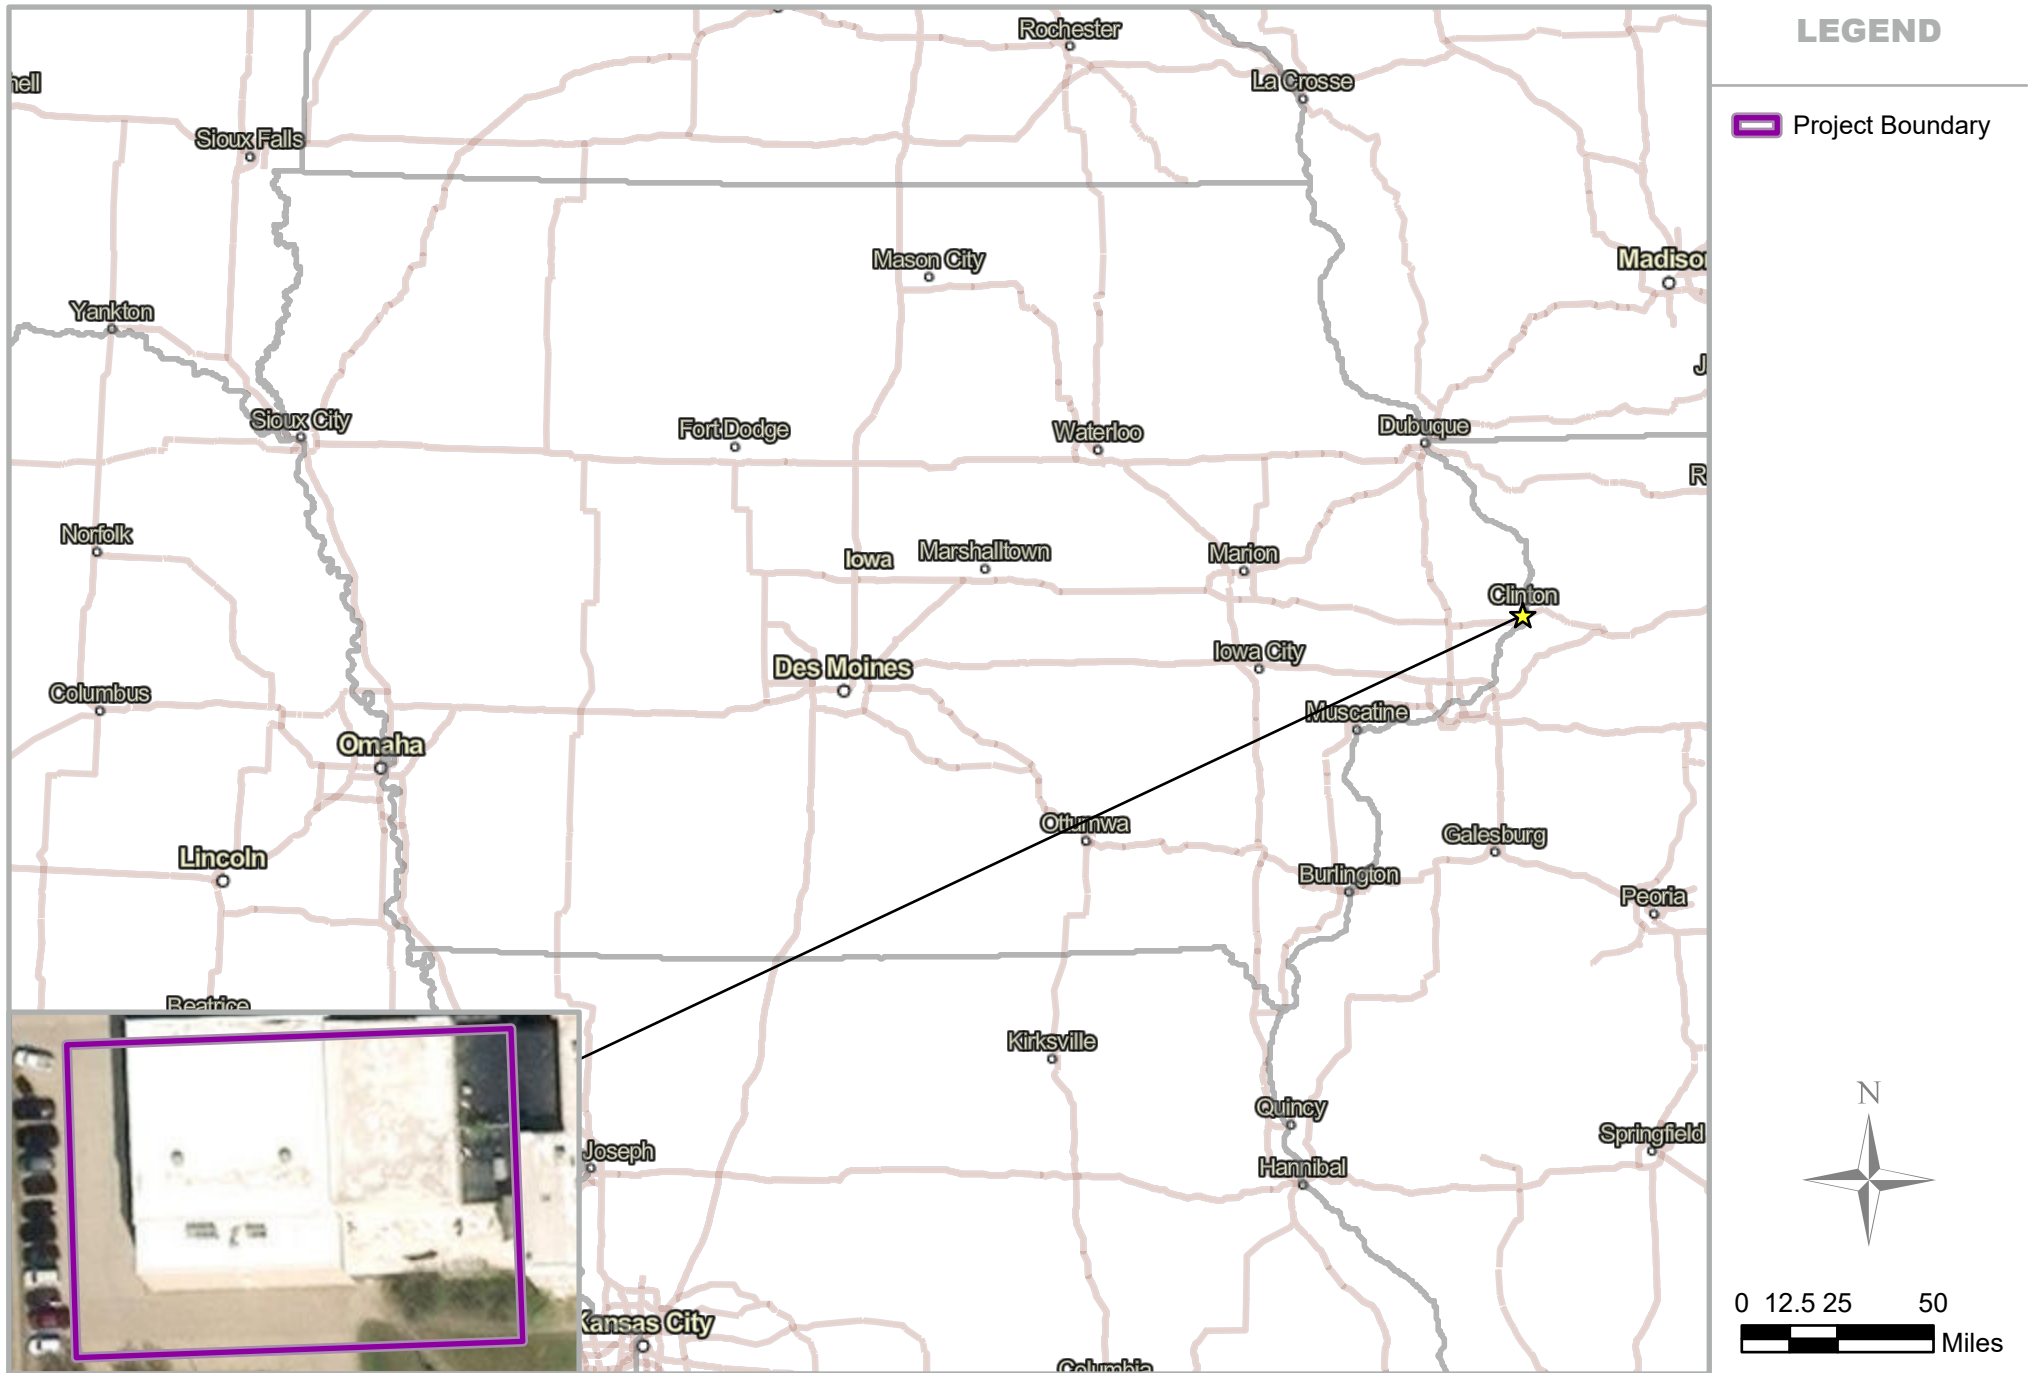 Rochester
LEGEND
La Crosse
nell
Project Boundary
Sioux Falls
Mason City
Madison
Yankton
J
Sioux City
Fort Dodge
Waterloo
Dubuque
R
Norfolk
Iowa
Marshalltown
Marion
Clinton
Iowa City
Des Moines
Columbus
Muscatine
Omaha
Ottumwa
Galesburg
Lincoln
Burlington
Peoria
Beatrice
Kirksville
N
Quincy
Springfield
Joseph
Hannibal
0 12.5 25 50
Kansas City
Miles
Columbia